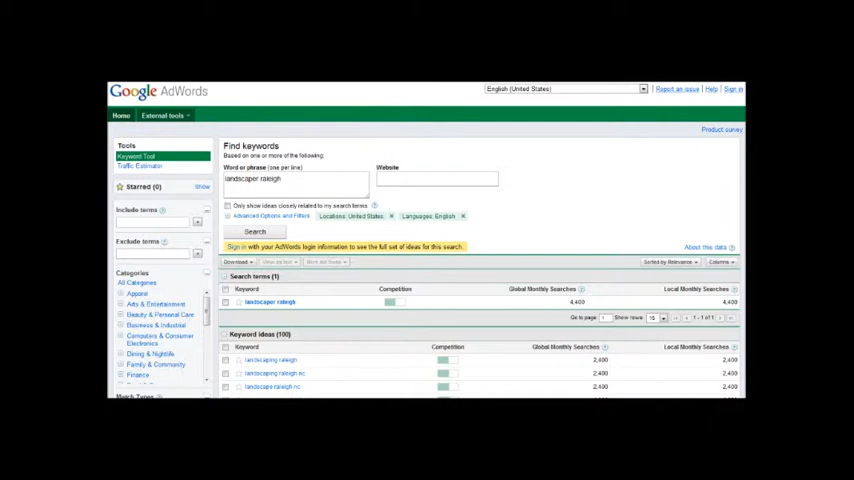 Google AdWords
English (United States) | Report an issue | Help | Sign in
Home External tools
Product survey
Tools
Keyword Tool
Traffic Estimator
Starred (0) Show
Include terms
Exclude terms
Categories
All Categories
Apparel
Arts & Entertainment
Beauty & Personal Care
Business & Industrial
Computers & Consumer
Electronics
Dining & Nightlife
Family & Community
Finance
Match Types
Find keywords
Based on one or more of the following:
Word or phrase (one per line) Website
landscaper raleigh
Only show ideas closely related to my search terms
Advanced Options and Filters Locations: United States × Languages: English ×
Search
Sign in with your AdWords login information to see the full set of ideas for this search. About this data
Download Sorted by Relevance Columns
Search terms (1)
Keyword Competition Global Monthly Searches Local Monthly Searches
landscaper raleigh 4,400 4,400
Go to page: 1 Show rows: 1 - 1 of 1
Keyword ideas (100)
Keyword Competition Global Monthly Searches Local Monthly Searches
landscaping raleigh 2,400 2,400
landscaping raleigh nc 2,400 2,400
landscape raleigh nc 2,400 2,400